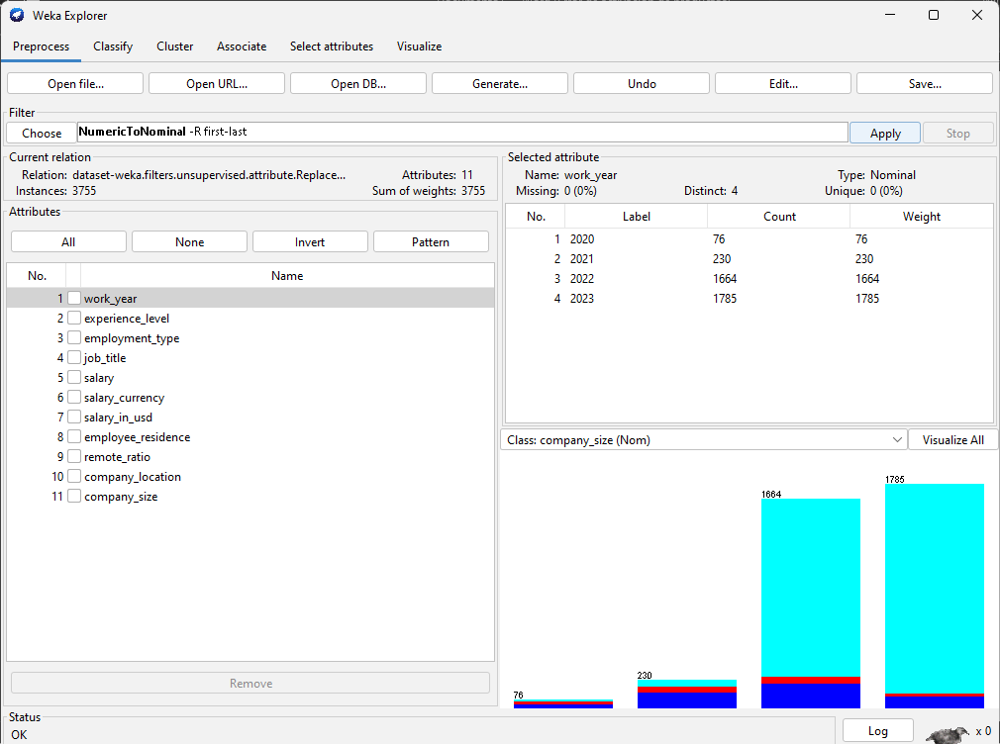 Weka Explorer
Preprocess Classify Cluster Associate Select attributes Visualize
Open file... Open URL... Open DB... Generate... Undo Edit... Save...
Filter
Choose NumericToNominal -R first-last Apply Stop
Current relation
Relation: dataset-weka.filters.unsupervised.attribute.Replace... Attributes: 11
Instances: 3755 Sum of weights: 3755
Attributes
All None Invert Pattern
No. Name
1 work_year
2 experience_level
3 employment_type
4 job_title
5 salary
6 salary_currency
7 salary_in_usd
8 employee_residence
9 remote_ratio
10 company_location
11 company_size
Remove
Selected attribute
Name: work_year Type: Nominal
Missing: 0 (0%) Distinct: 4 Unique: 0 (0%)
No. Label Count Weight
1 2020 76 76
2 2021 230 230
3 2022 1664 1664
4 2023 1785 1785
Class: company_size (Nom) Visualize All
76 230 1664 1785
Status
OK Log x 0